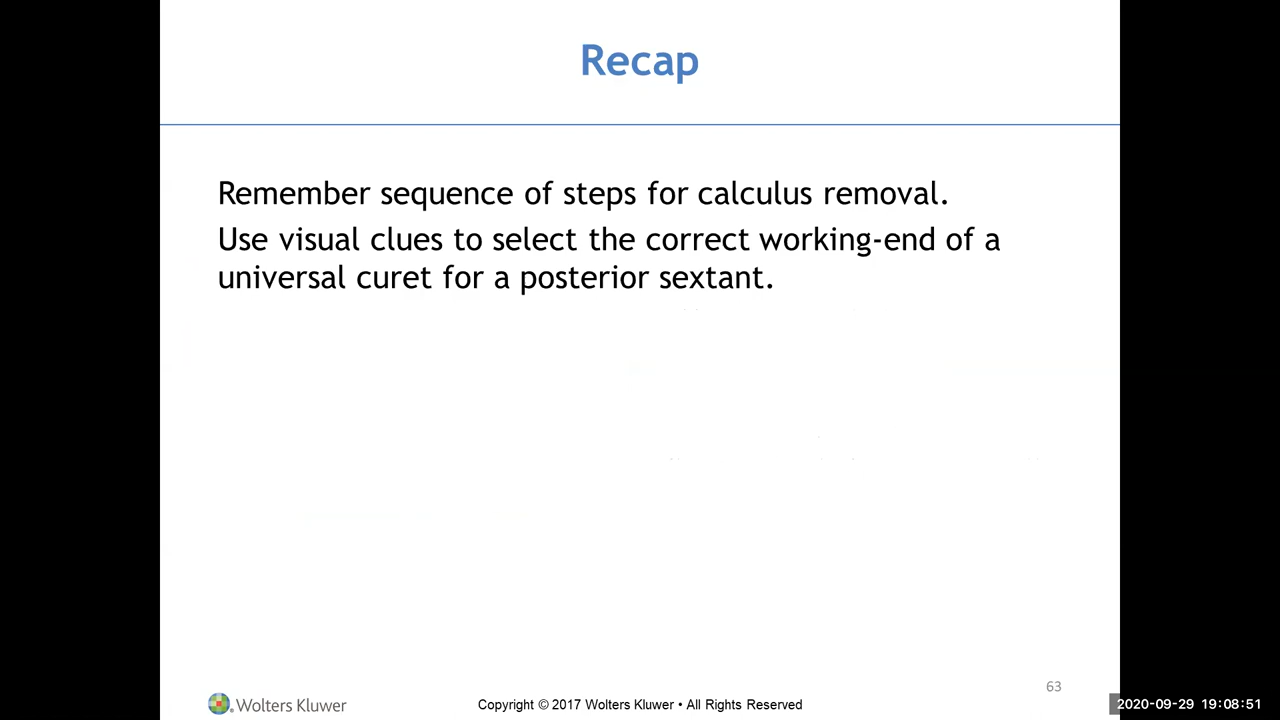 Recap
Remember sequence of steps for calculus removal.
Use visual clues to select the correct working-end of a
universal curet for a posterior sextant.
63
Wolters Kluwer
Copyright © 2017 Wolters Kluwer • All Rights Reserved
2020-09-29 19:08:51